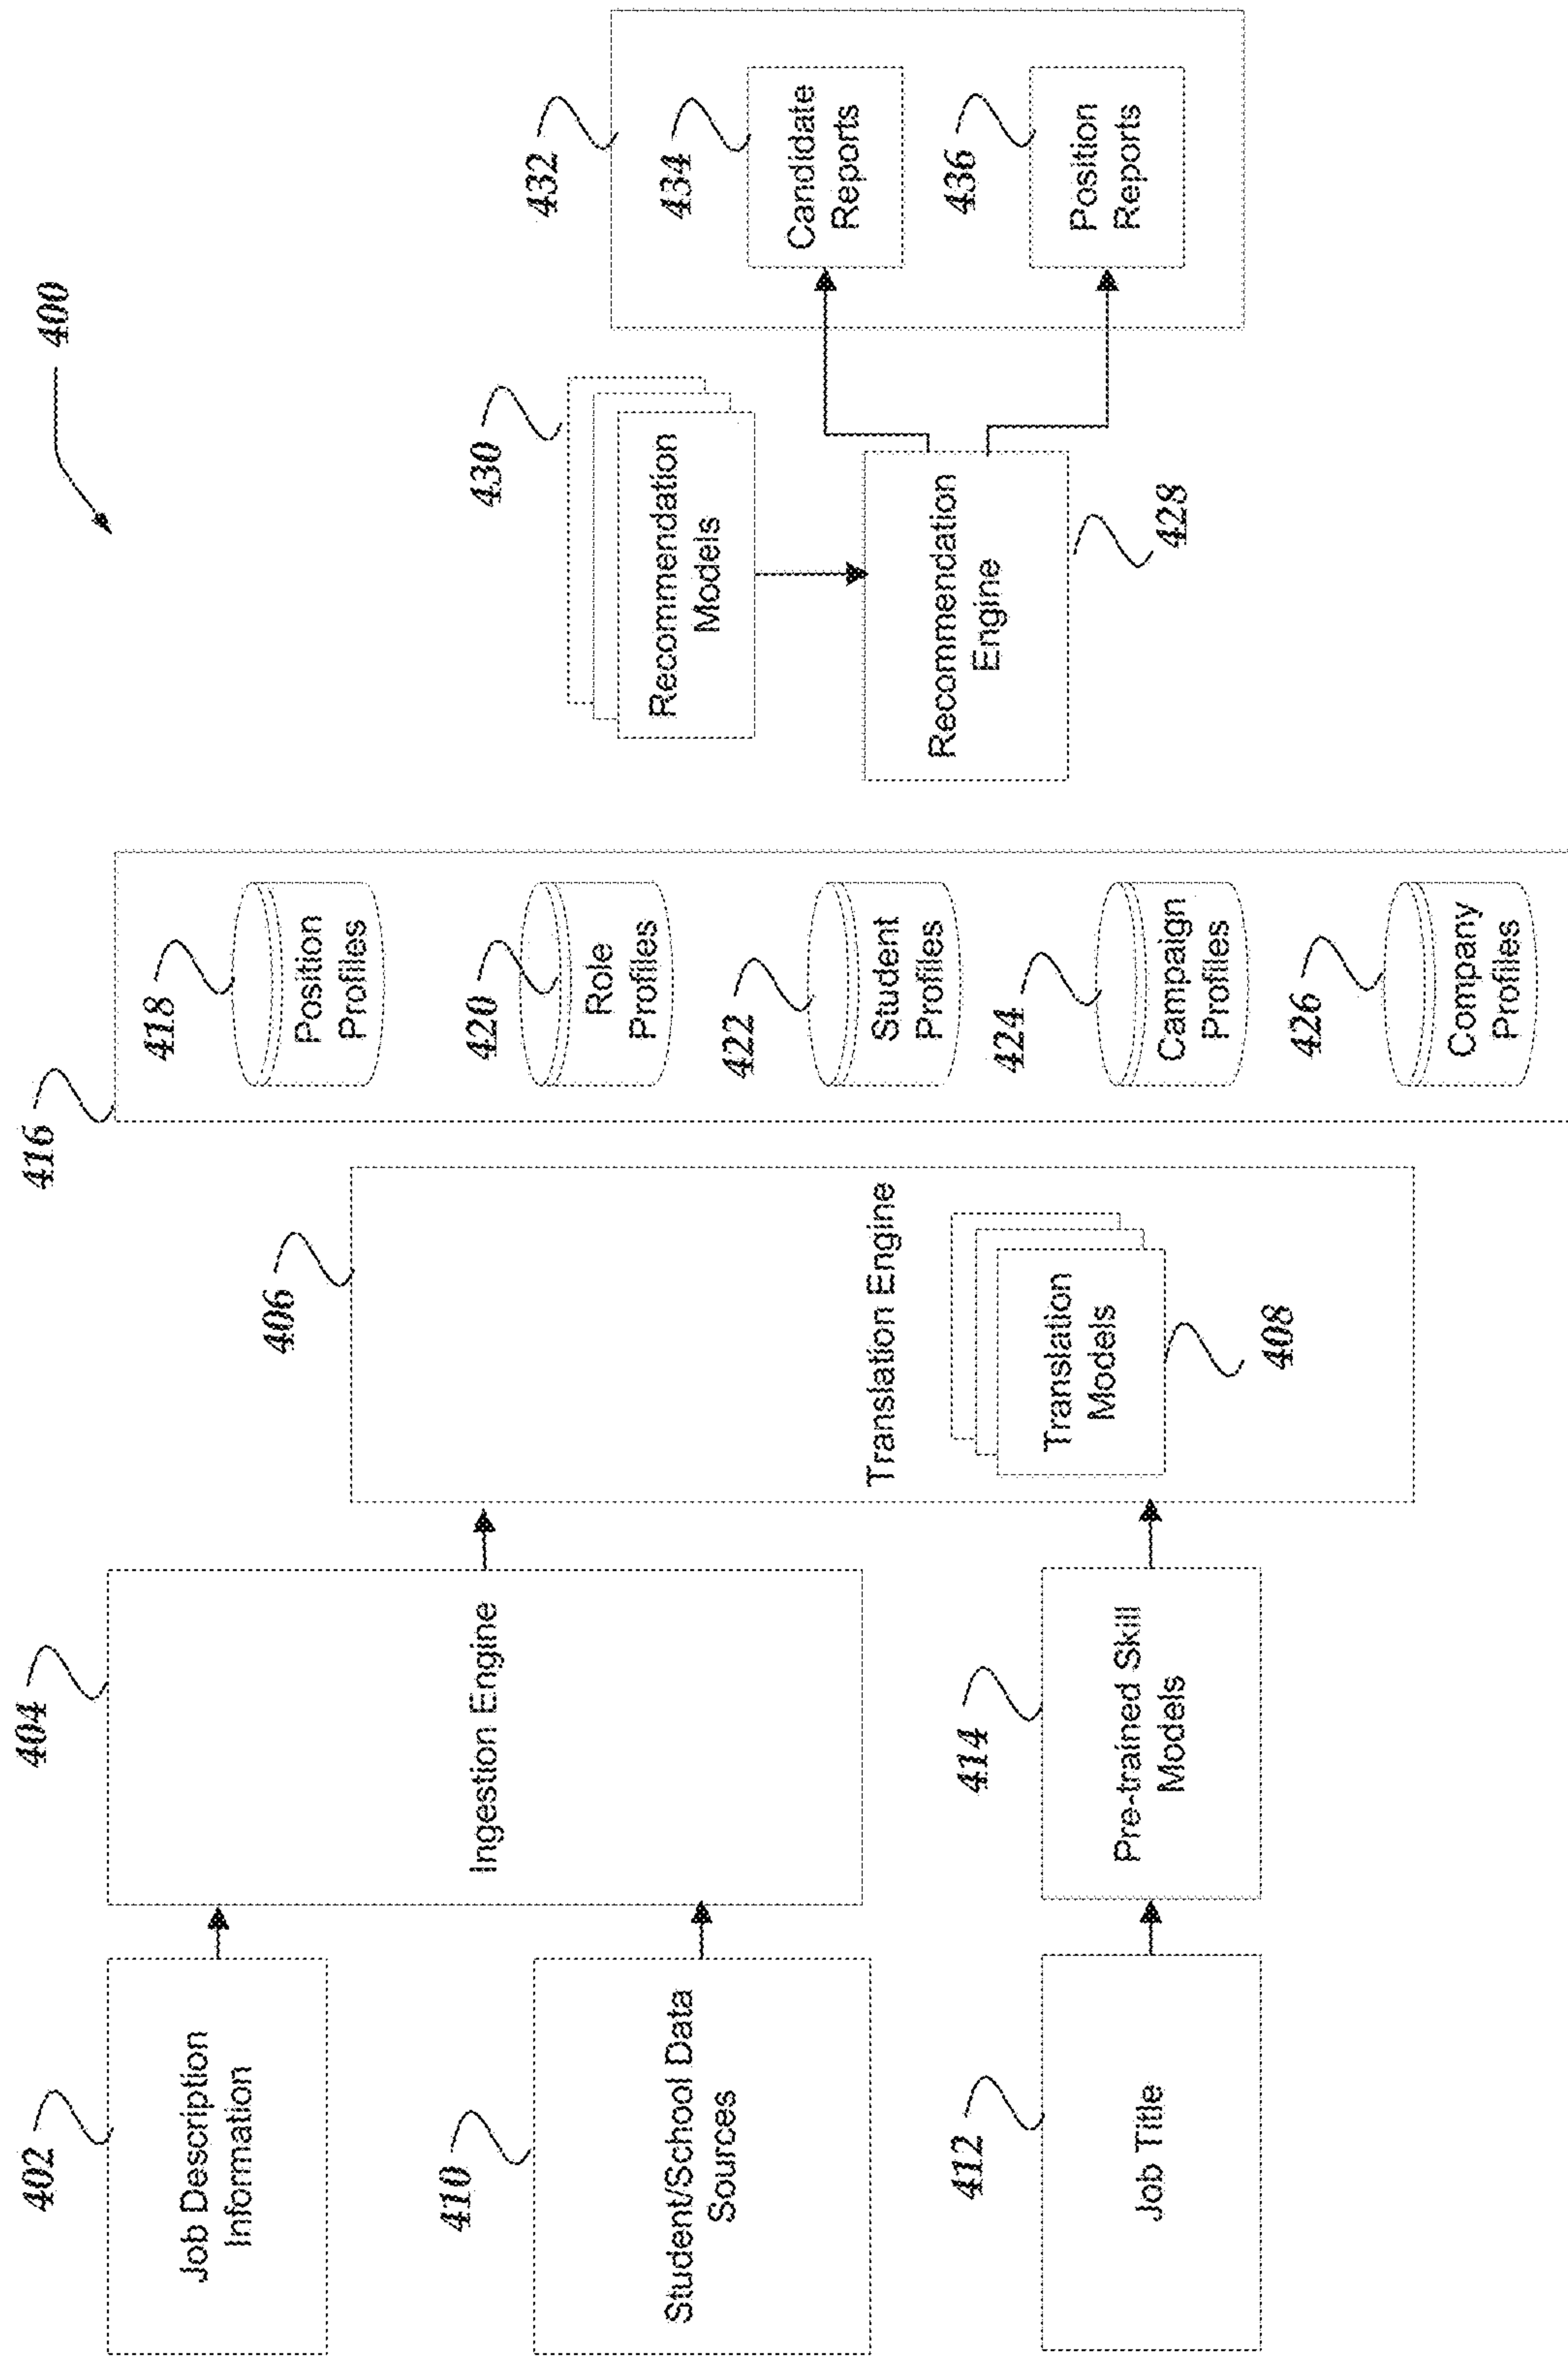 400
402
Job Description
Information
404
Ingestion Engine
406
Translation Engine
Translation
Models
408
410
Student/School Data
Sources
412
Job Title
414
Pre-trained Skill
Models
416
418
Position
Profiles
420
Role
Profiles
422
Student
Profiles
424
Campaign
Profiles
426
Company
Profiles
430
Recommendation
Models
Recommendation
Engine
428
432
434
Candidate
Reports
436
Position
Reports